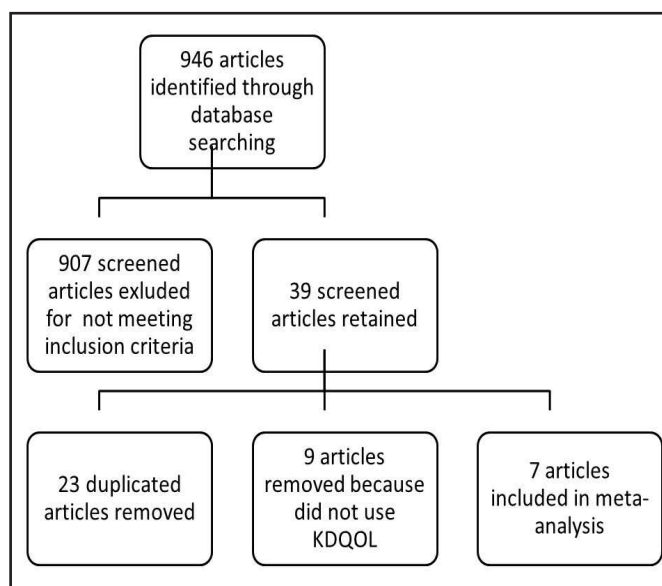 946 articles
identified through
database
searching
907 screened
articles exluded
for not meeting
inclusion criteria
39 screened
articles retained
23 duplicated
articles removed
9 articles
removed because
did not use
KDQOL
7 articles
included in meta-
analysis